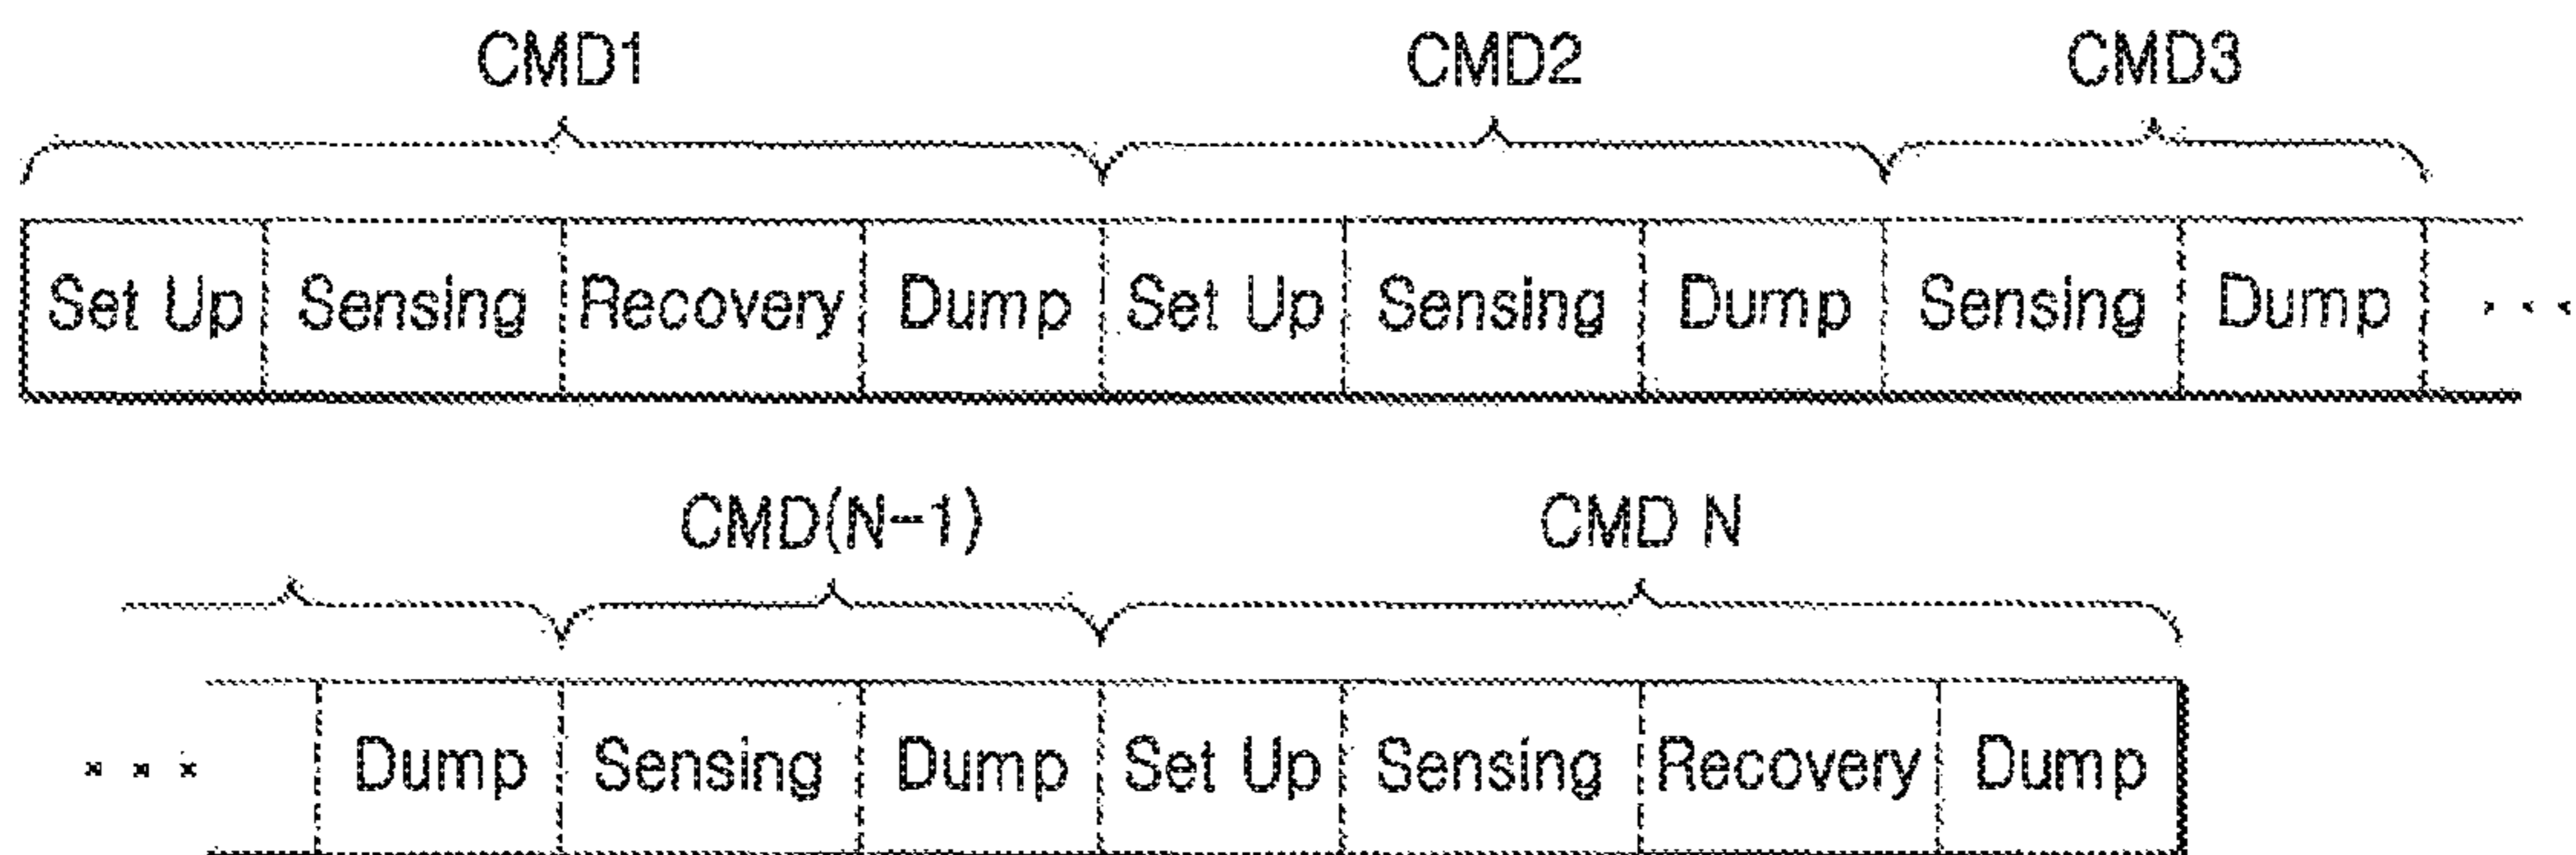 CMD1 CMD2 CMD3
Set Up Sensing Recovery Dump Set Up Sensing Dump Sensing Dump ...
CMD(N-1) CMD N
... Dump Sensing Dump Set Up Sensing Recovery Dump